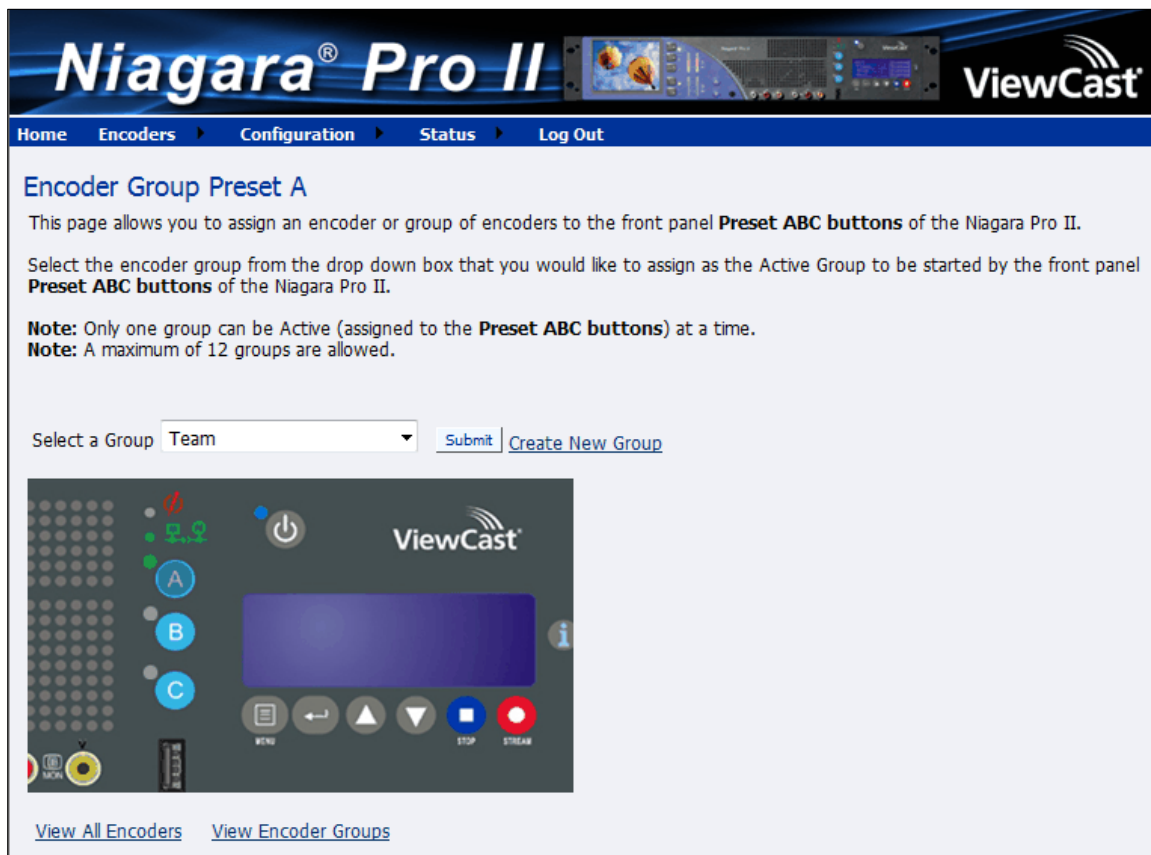 Niagara® Pro II
ViewCast
Home Encoders Configuration Status Log Out
Encoder Group Preset A
This page allows you to assign an encoder or group of encoders to the front panel Preset ABC buttons of the Niagara Pro II.
Select the encoder group from the drop down box that you would like to assign as the Active Group to be started by the front panel
Preset ABC buttons of the Niagara Pro II.
Note: Only one group can be Active (assigned to the Preset ABC buttons) at a time.
Note: A maximum of 12 groups are allowed.
Select a Group Team Submit Create New Group
ViewCast
A
B
C
i
MENU STOP STREAM
V
MON
View All Encoders View Encoder Groups